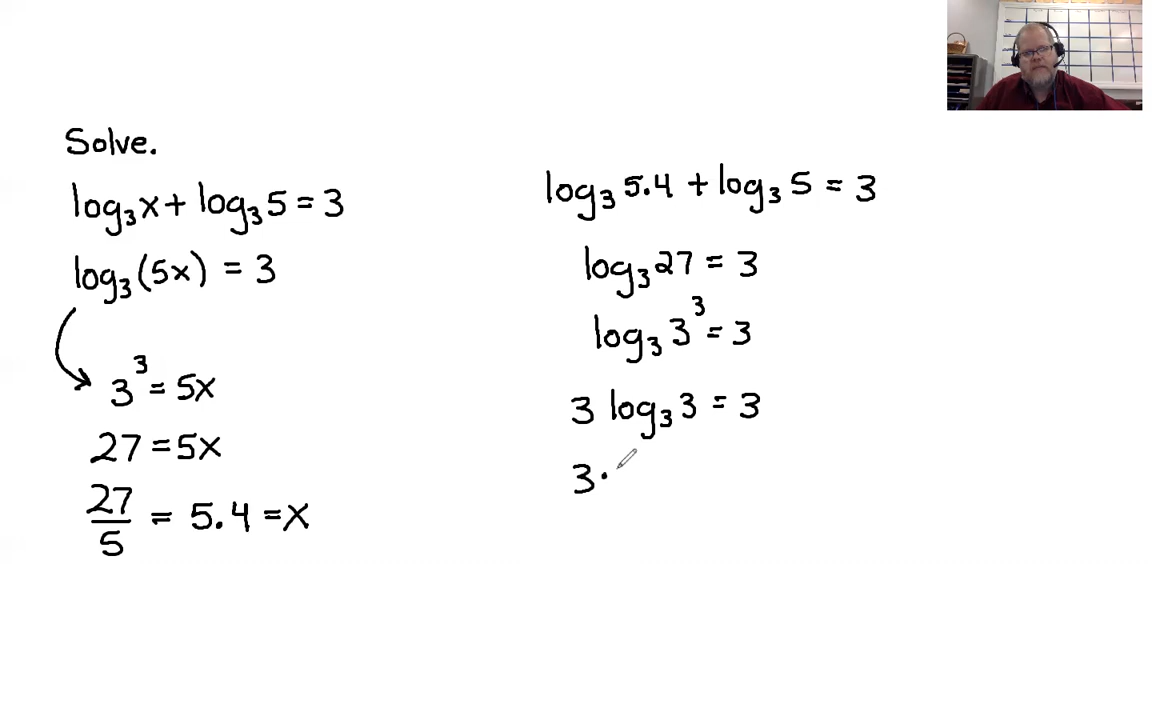 Solve.
log₃x + log₃5 = 3
log₃(5x) = 3
3³ = 5x
27 = 5x
27/5 = 5.4 = x
log₃5.4 + log₃5 = 3
log₃27 = 3
log₃3³ = 3
3 log₃3 = 3
3·